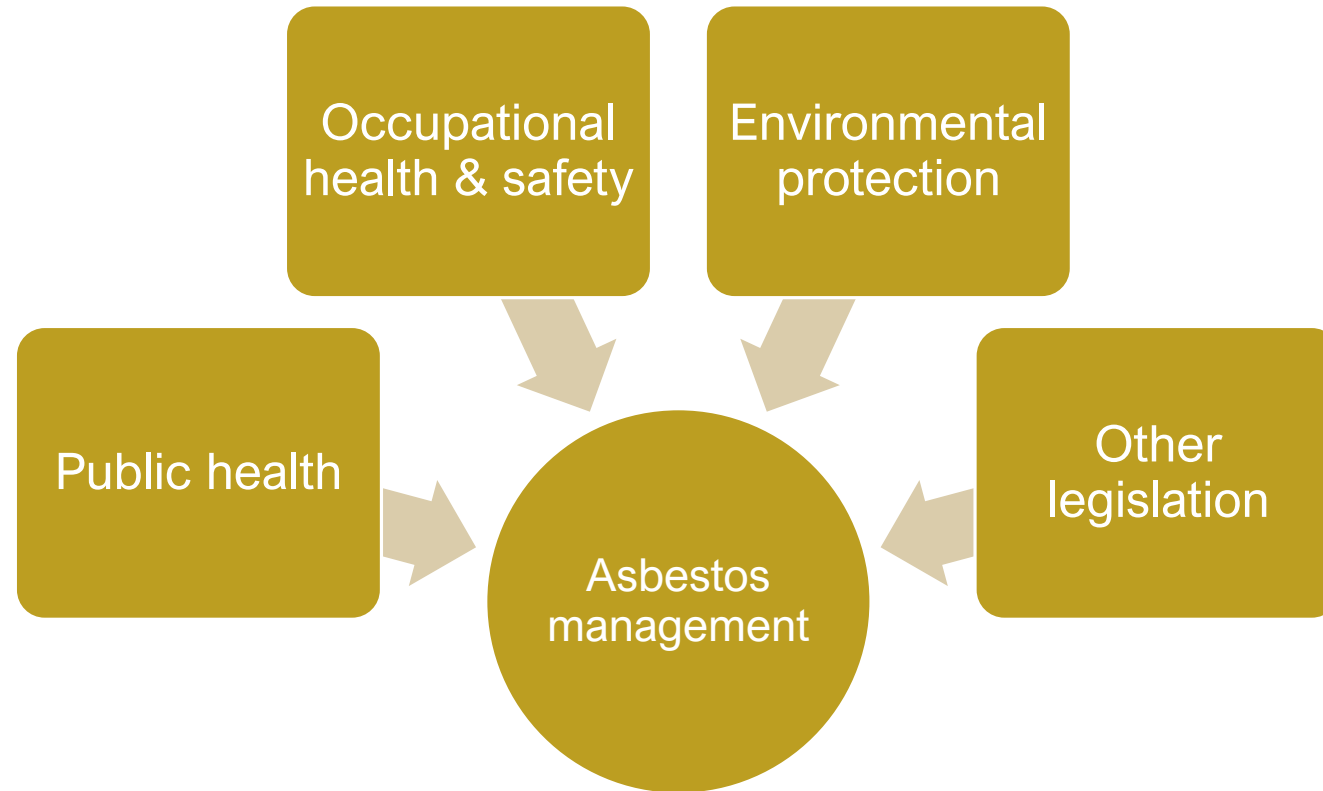 Occupational
health & safety
Environmental
protection
Public health
Other
legislation
Asbestos
management